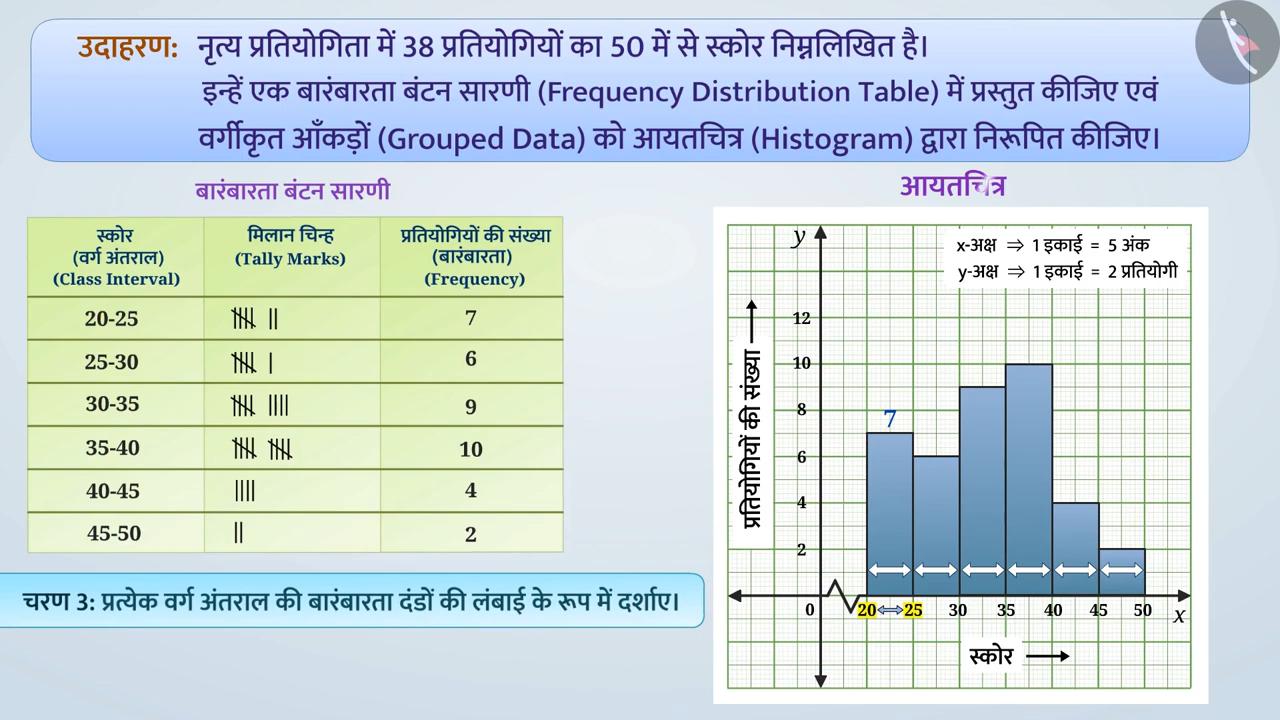 उदाहरण: नृत्य प्रतियोगिता में 38 प्रतियोगियों का 50 में से स्कोर निम्नलिखित है।
इन्हें एक बारंबारता बंटन सारणी (Frequency Distribution Table) में प्रस्तुत कीजिए एवं
वर्गीकृत आँकड़ों (Grouped Data) को आयतचित्र (Histogram) द्वारा निरूपित कीजिए।
बारंबारता बंटन सारणी
स्कोर (वर्ग अंतराल) (Class Interval)
मिलान चिन्ह (Tally Marks)
प्रतियोगियों की संख्या (बारंबारता) (Frequency)
20-25 7
25-30 6
30-35 9
35-40 10
40-45 4
45-50 2
चरण 3: प्रत्येक वर्ग अंतराल की बारंबारता दंडों की लंबाई के रूप में दर्शाए।
आयतचित्र
x-अक्ष ⇒ 1 इकाई = 5 अंक
y-अक्ष ⇒ 1 इकाई = 2 प्रतियोगी
y
प्रतियोगियों की संख्या
12
10
8
6
4
2
7
0 20 25 30 35 40 45 50 x
स्कोर